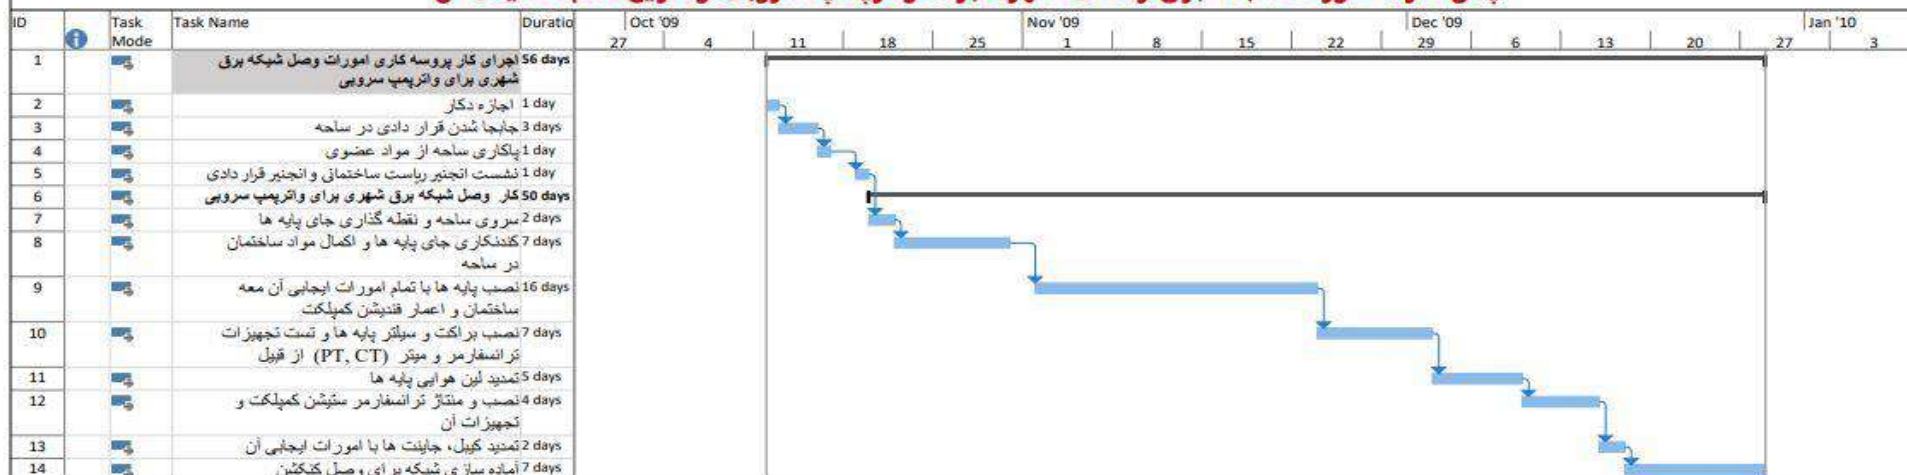 ID Task Mode Task Name Duratio Oct '09 Nov '09 Dec '09 Jan '10
27 4 11 18 25 1 8 15 22 29 6 13 20 27 3
1 اجرای کار پروسه کاری امورات وصل شبکه برق 56 days
شهری برای واترپمپ سروبی
2 اجازه دکار 1 day
3 جابجا شدن قرار دادی در ساحه 3 days
4 پاکاری ساحه از مواد عضوی 1 day
5 نشست انجنیر ریاست ساختمانی و انجنیر قرار دادی 1 day
6 کار وصل شبکه برق شهری برای واترپمپ سروبی 50 days
7 سروی ساحه و نقطه گذاری جای پایه ها 2 days
8 کندنکاری جای پایه ها و اکمال مواد ساختمان 7 days
در ساحه
9 نصب پایه ها با تمام امورات ایجابی آن معه 16 days
ساختمان و اعمار فندیشن کمپلکت
10 نصب براکت و سیلتر پایه ها و تست تجهیزات 7 days
ترانسفارمر و میتر (PT, CT) از قبیل
11 تمدید لین هوایی پایه ها 5 days
12 نصب و منتاژ ترانسفارمر ستیشن کمپلکت و 4 days
تجهیزات آن
13 تمدید کیبل، جاینت ها با امورات ایجابی آن 2 days
14 آماده سازی شبکه برای وصل کنکشن 7 days